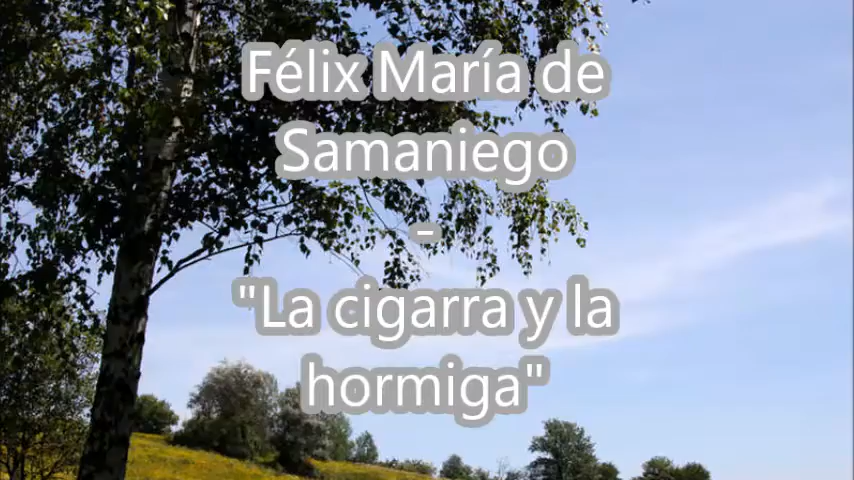 Félix María de
Samaniego
-
"La cigarra y la
hormiga"